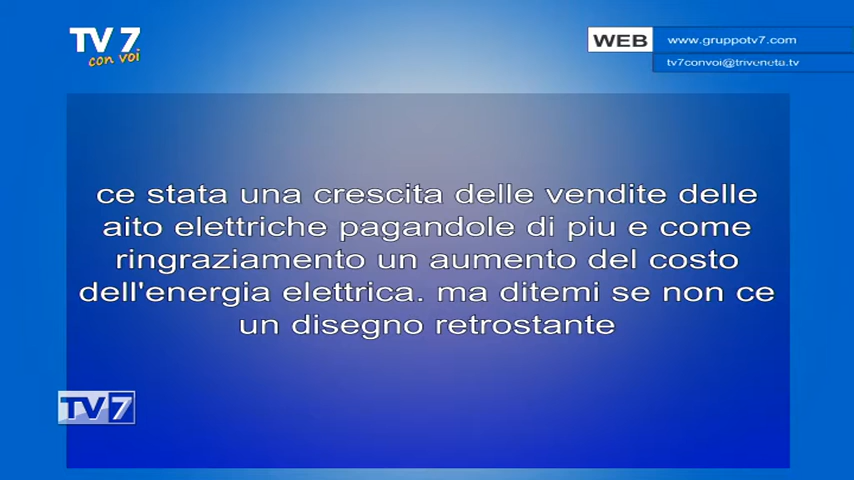 TV 7
con voi
WEB
www.gruppotv7.com
tv7convoi@triveneta.tv
ce stata una crescita delle vendite delle
aito elettriche pagandole di piu e come
ringraziamento un aumento del costo
dell'energia elettrica. ma ditemi se non ce
un disegno retrostante
TV7